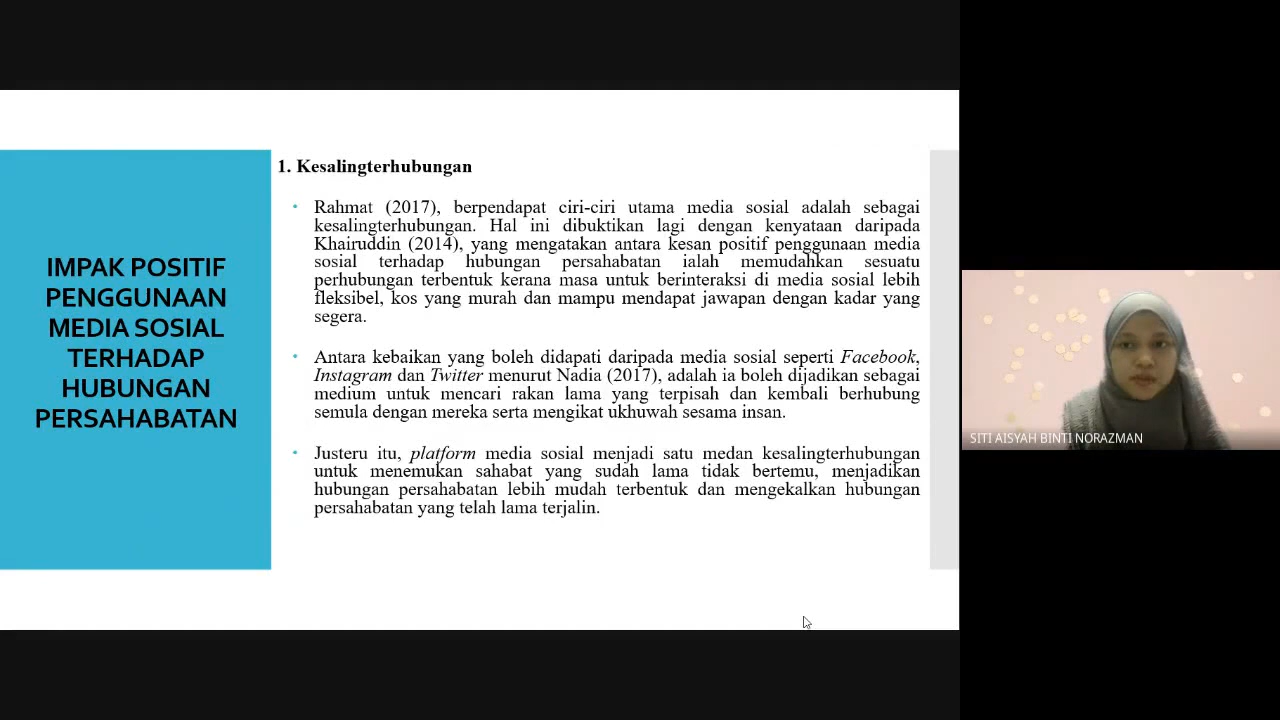 IMPAK POSITIF
PENGGUNAAN
MEDIA SOSIAL
TERHADAP
HUBUNGAN
PERSAHABATAN
1. Kesalingterhubungan
• Rahmat (2017), berpendapat ciri-ciri utama media sosial adalah sebagai
kesalingterhubungan. Hal ini dibuktikan lagi dengan kenyataan daripada
Khairuddin (2014), yang mengatakan antara kesan positif penggunaan media
sosial terhadap hubungan persahabatan ialah memudahkan sesuatu
perhubungan terbentuk kerana masa untuk berinteraksi di media sosial lebih
fleksibel, kos yang murah dan mampu mendapat jawapan dengan kadar yang
segera.
• Antara kebaikan yang boleh didapati daripada media sosial seperti Facebook,
Instagram dan Twitter menurut Nadia (2017), adalah ia boleh dijadikan sebagai
medium untuk mencari rakan lama yang terpisah dan kembali berhubung
semula dengan mereka serta mengikat ukhuwah sesama insan.
• Justeru itu, platform media sosial menjadi satu medan kesalingterhubungan
untuk menemukan sahabat yang sudah lama tidak bertemu, menjadikan
hubungan persahabatan lebih mudah terbentuk dan mengekalkan hubungan
persahabatan yang telah lama terjalin.
SITI AISYAH BINTI NORAZMAN